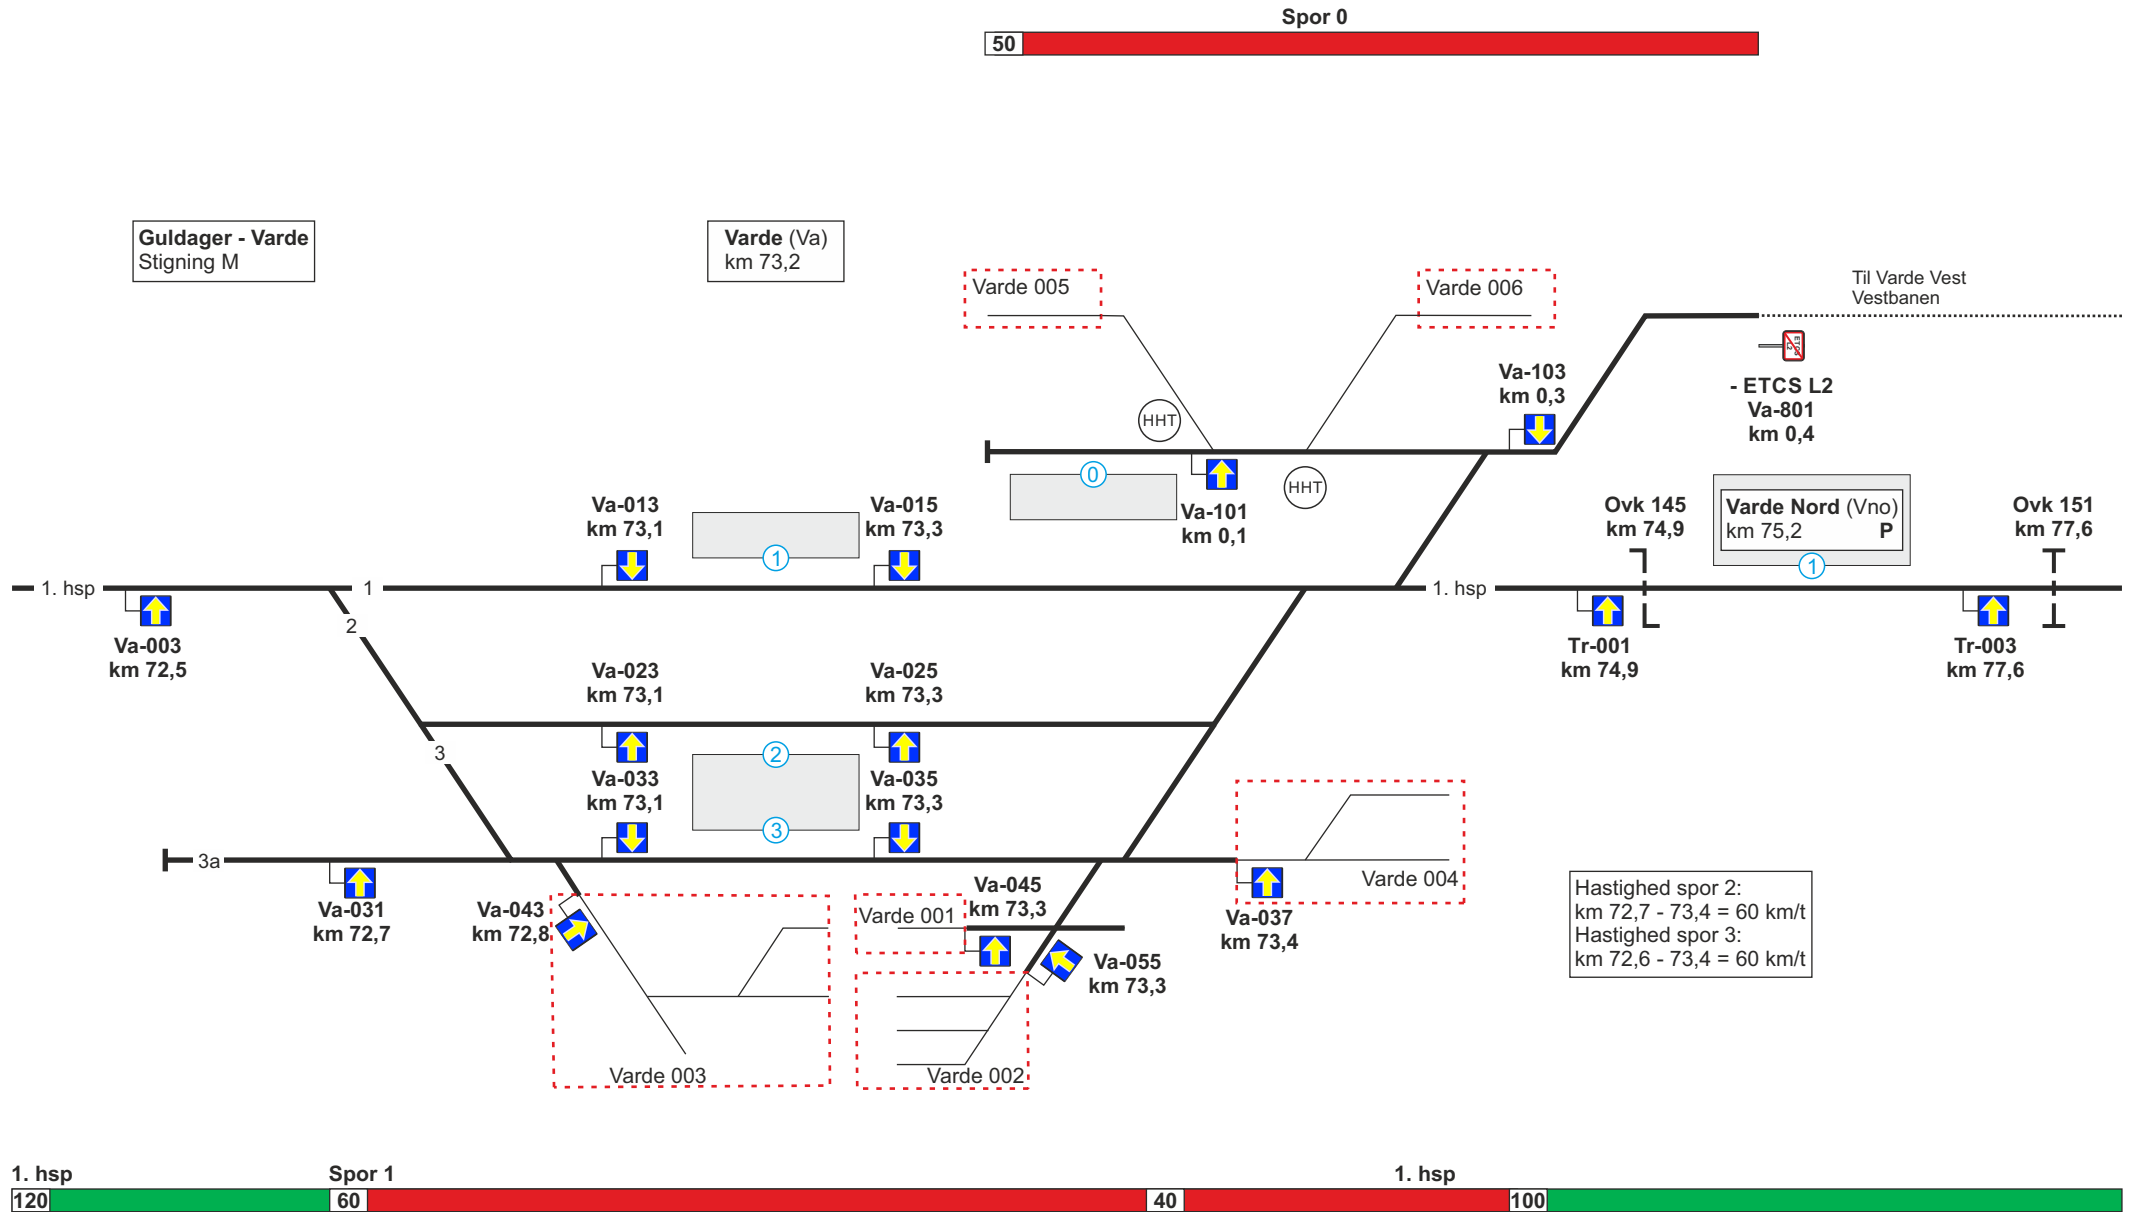 Spor 0
50
Guldager - Varde
Stigning M
Varde (Va)
km 73,2
Varde 005
Varde 006
Til Varde Vest
Vestbanen
ETCS
L2
- ETCS L2
Va-801
km 0,4
Va-103
km 0,3
HHT
HHT
0
Va-101
km 0,1
Va-013
km 73,1
1
Va-015
km 73,3
Ovk 145
km 74,9
Varde Nord (Vno)
km 75,2 P
1
Ovk 151
km 77,6
1. hsp
1
1. hsp
2
Va-003
km 72,5
Tr-001
km 74,9
Tr-003
km 77,6
Va-023
km 73,1
Va-025
km 73,3
3
2
Va-033
km 73,1
Va-035
km 73,3
3
3a
Va-031
km 72,7
Va-043
km 72,8
Varde 001
Va-045
km 73,3
Varde 004
Va-037
km 73,4
Va-055
km 73,3
Hastighed spor 2:
km 72,7 - 73,4 = 60 km/t
Hastighed spor 3:
km 72,6 - 73,4 = 60 km/t
Varde 003
Varde 002
1. hsp
Spor 1
1. hsp
120
60
40
100